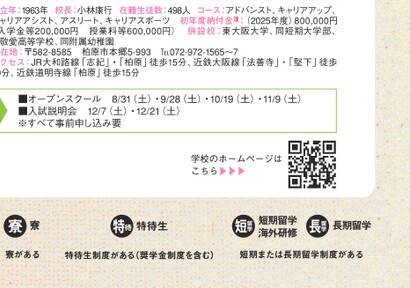 立年：1963年 校長：小林康行 在籍生徒数：498人 コース：アドバンスト、キャリアアップ、
ャリアアシスト、アスリート、キャリアスポーツ 初年度納付金注：（2025年度）800,000円
入学金等200,000円 授業料等600,000円） 併設校：東大阪大学、同短期大学部、
敬愛高等学校、同附属幼稚園
在地：〒582-8585 柏原市本郷5-993 ℡072-972-1565〜7
クセス：JR大和路線「志紀」・「柏原」徒歩15分、近鉄大阪線「法善寺」・「堅下」徒歩
分、近鉄道明寺線「柏原」徒歩15分
■オープンスクール 8/31（土）・9/28（土）・10/19（土）・11/9（土）
■入試説明会 12/7（土）・12/21（土）
※すべて事前申し込み要
学校のホームページは
こちら▶▶▶
寮 寮
特待 特待生
短留学 短期留学
海外研修
長留学 長期留学
寮がある
特待生制度がある（奨学金制度を含む）
短期または長期留学制度がある